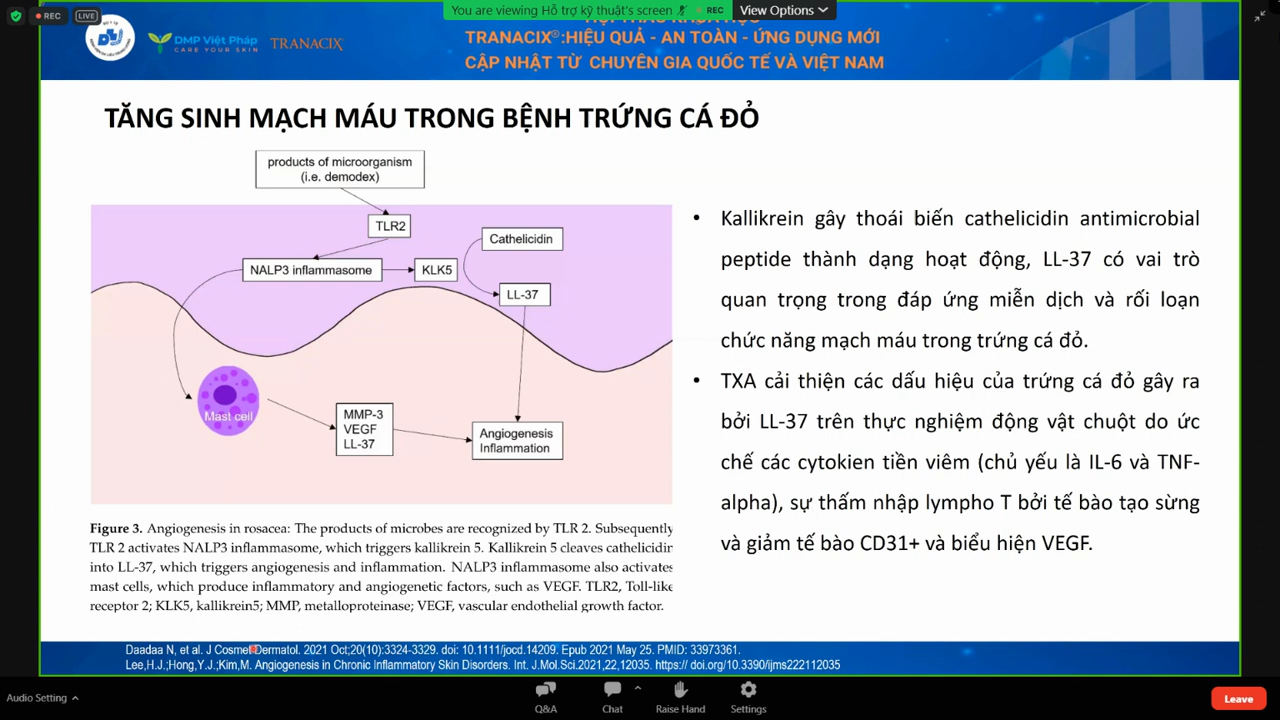 REC
LIVE
You are viewing Hỗ trợ kỹ thuật's screen
REC
View Options
HỘI THẢO KHOA HỌC
DMP Việt Pháp
CARE YOUR SKIN
TRANACIX
TRANACIX®:HIỆU QUẢ - AN TOÀN - ỨNG DỤNG MỚI
CẬP NHẬT TỪ CHUYÊN GIA QUỐC TẾ VÀ VIỆT NAM
TĂNG SINH MẠCH MÁU TRONG BỆNH TRỨNG CÁ ĐỎ
products of microorganism
(i.e. demodex)
TLR2
Cathelicidin
NALP3 inflammasome
KLK5
LL-37
Mast cell
MMP-3
VEGF
LL-37
Angiogenesis
Inflammation
Figure 3. Angiogenesis in rosacea: The products of microbes are recognized by TLR 2. Subsequently
TLR 2 activates NALP3 inflammasome, which triggers kallikrein 5. Kallikrein 5 cleaves cathelicidin
into LL-37, which triggers angiogenesis and inflammation. NALP3 inflammasome also activates
mast cells, which produce inflammatory and angiogenetic factors, such as VEGF. TLR2, Toll-like
receptor 2; KLK5, kallikrein5; MMP, metalloproteinase; VEGF, vascular endothelial growth factor.
• Kallikrein gây thoái biến cathelicidin antimicrobial
peptide thành dạng hoạt động, LL-37 có vai trò
quan trọng trong đáp ứng miễn dịch và rối loạn
chức năng mạch máu trong trứng cá đỏ.
• TXA cải thiện các dấu hiệu của trứng cá đỏ gây ra
bởi LL-37 trên thực nghiệm động vật chuột do ức
chế các cytokien tiền viêm (chủ yếu là IL-6 và TNF-
alpha), sự thấm nhập lympho T bởi tế bào tạo sừng
và giảm tế bào CD31+ và biểu hiện VEGF.
Daadaa N, et al. J Cosmet Dermatol. 2021 Oct;20(10):3324-3329. doi: 10.1111/jocd.14209. Epub 2021 May 25. PMID: 33973361.
Lee,H.J.;Hong,Y.J.;Kim,M. Angiogenesis in Chronic Inflammatory Skin Disorders. Int. J.Mol.Sci.2021,22,12035. https:// doi.org/10.3390/ijms222112035
Audio Setting
Q&A
Chat
Raise Hand
Settings
Leave